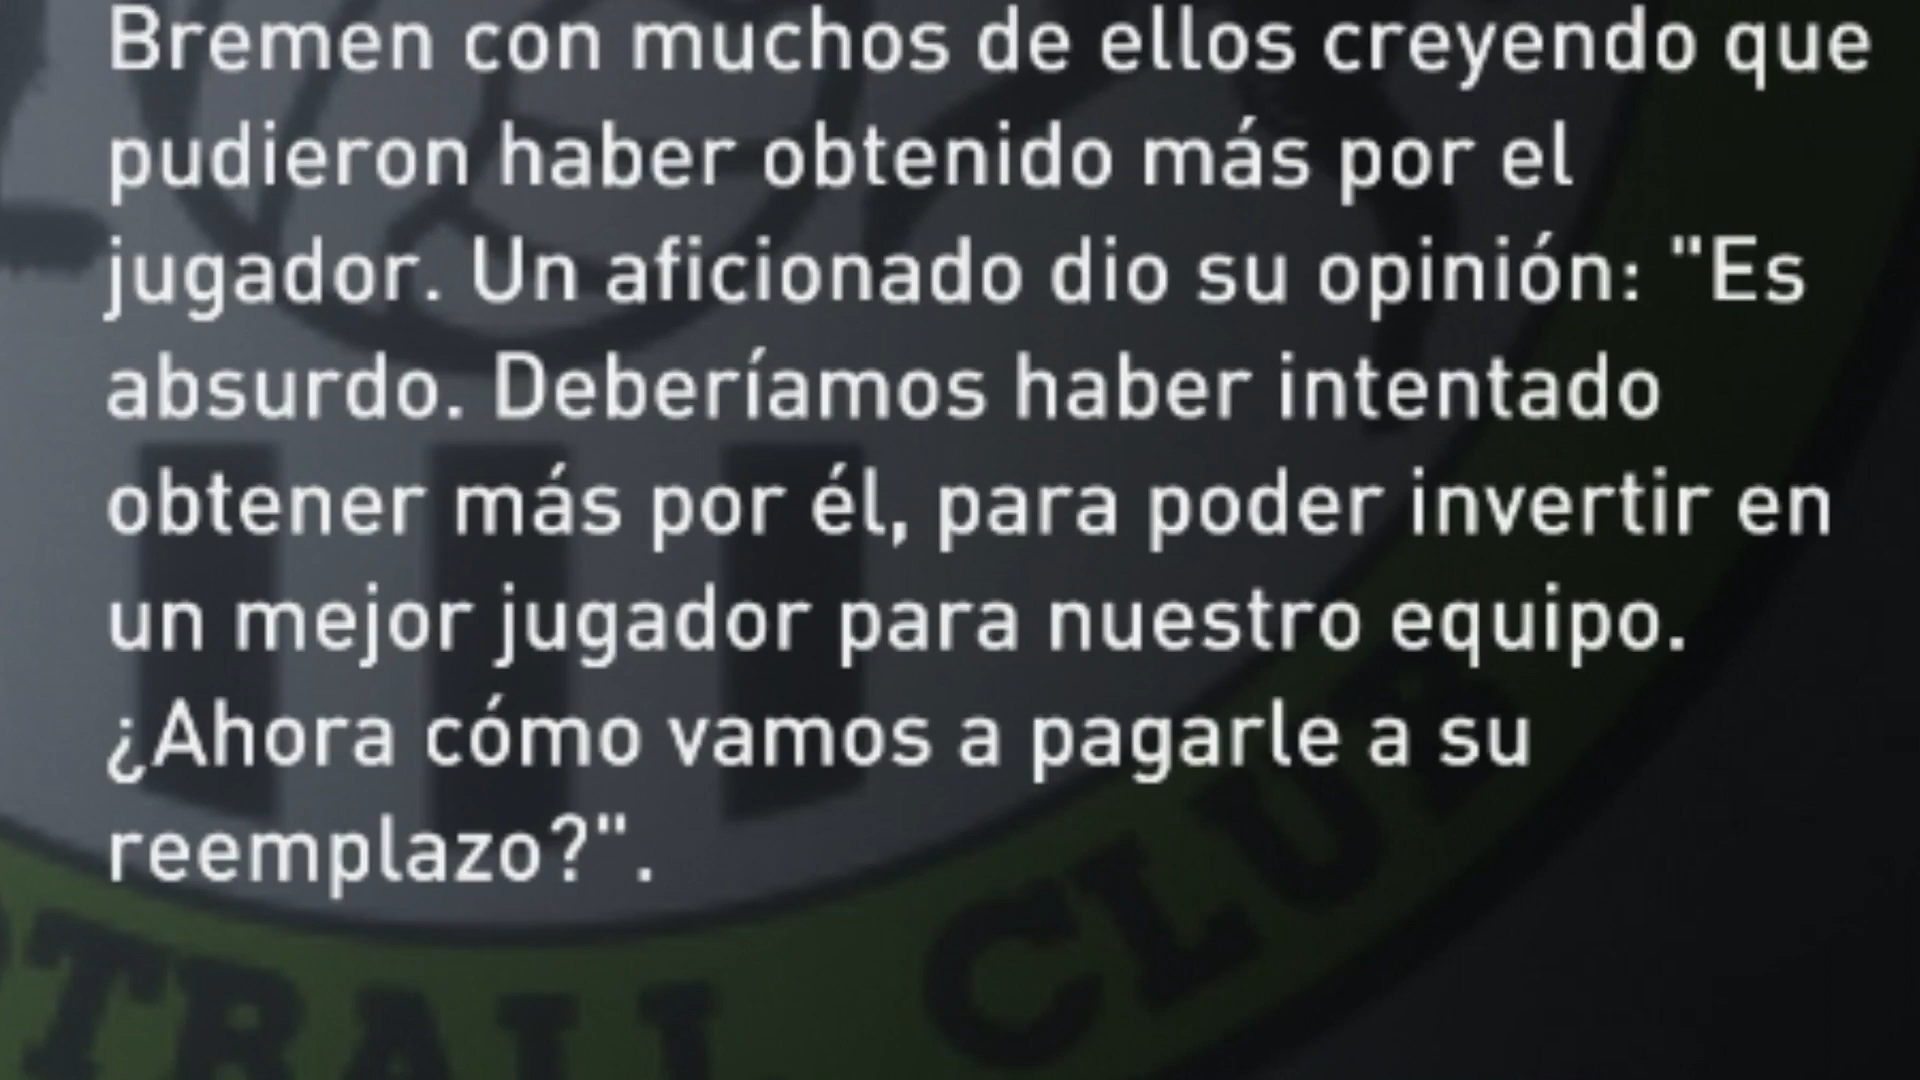 Bremen con muchos de ellos creyendo que
pudieron haber obtenido más por el
jugador. Un aficionado dio su opinión: "Es
absurdo. Deberíamos haber intentado
obtener más por él, para poder invertir en
un mejor jugador para nuestro equipo.
¿Ahora cómo vamos a pagarle a su
reemplazo?".
CLUB